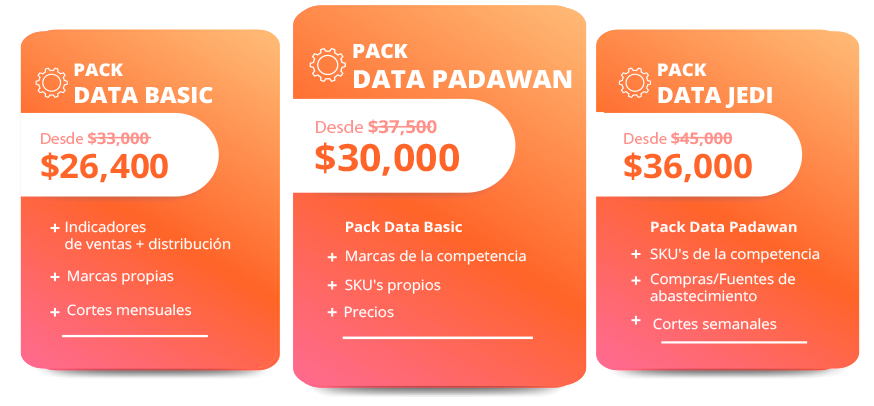 PACK
DATA BASIC
Desde $33,000
$26,400
+ Indicadores
de ventas + distribución
+ Marcas propias
+ Cortes mensuales
PACK
DATA PADAWAN
Desde $37,500
$30,000
Pack Data Basic
+ Marcas de la competencia
+ SKU's propios
+ Precios
PACK
DATA JEDI
Desde $45,000
$36,000
Pack Data Padawan
+ SKU's de la competencia
+ Compras/Fuentes de
abastecimiento
+ Cortes semanales